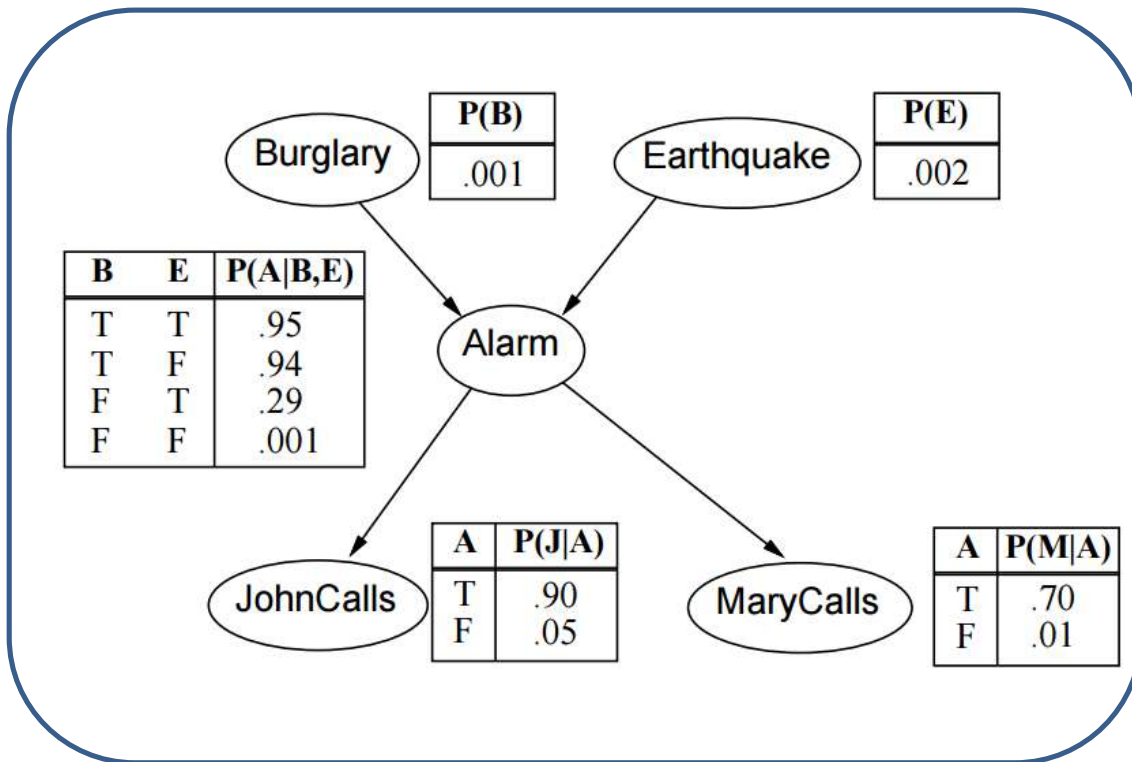 P(B)
Burglary
.001
P(E)
Earthquake
.002
B E P(A|B,E)
T T .95
T F .94
F T .29
F F .001
Alarm
A P(J|A)
JohnCalls
T .90
F .05
A P(M|A)
MaryCalls
T .70
F .01